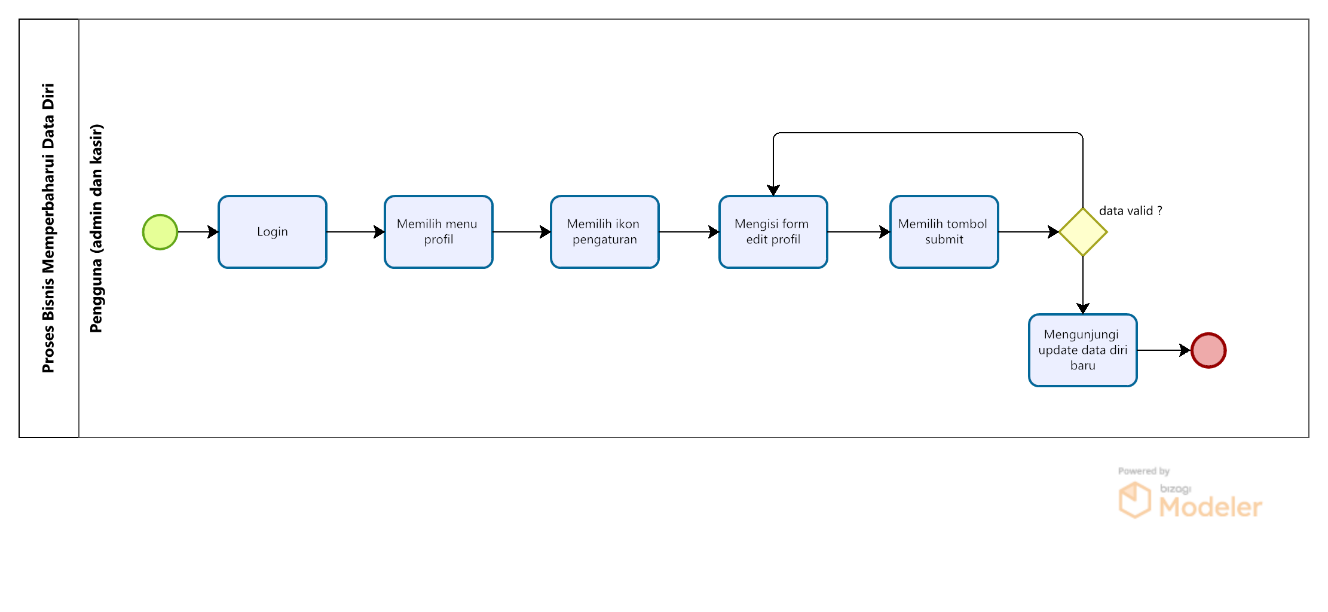 Proses Bisnis Memperbaharui Data Diri
Pengguna (admin dan kasir)
Login
Memilih menu
profil
Memilih ikon
pengaturan
Mengisi form
edit profil
Memilih tombol
submit
data valid ?
Mengunjungi
update data diri
baru
Powered by
bizagi
Modeler